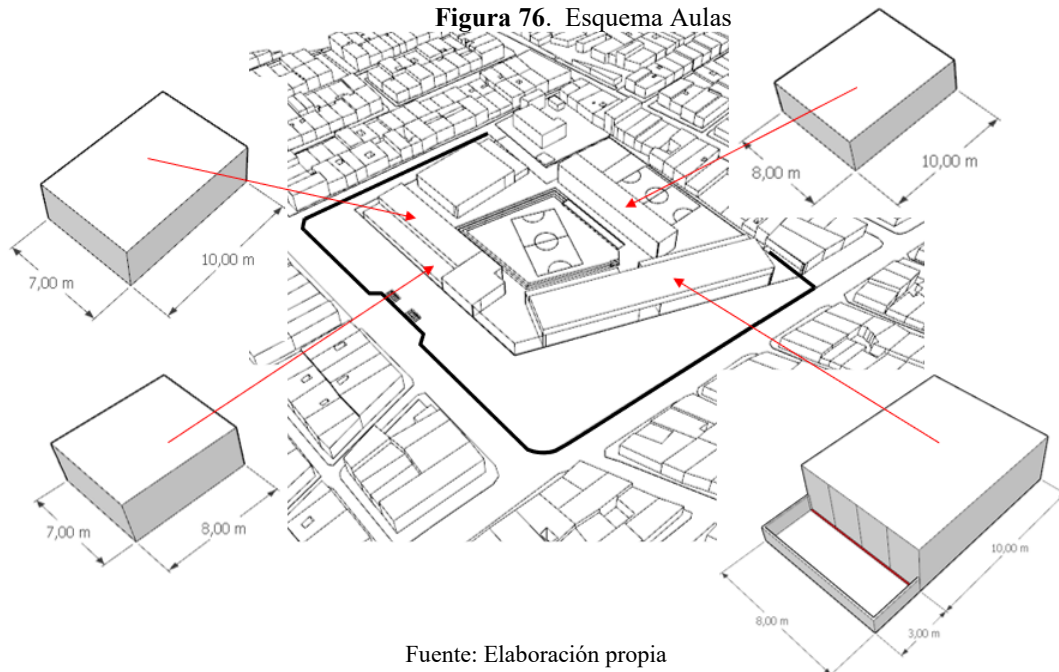 Figura 76. Esquema Aulas
7,00 m
10,00 m
8,00 m
10,00 m
7,00 m
8,00 m
8,00 m
3,00 m
10,00 m
Fuente: Elaboración propia